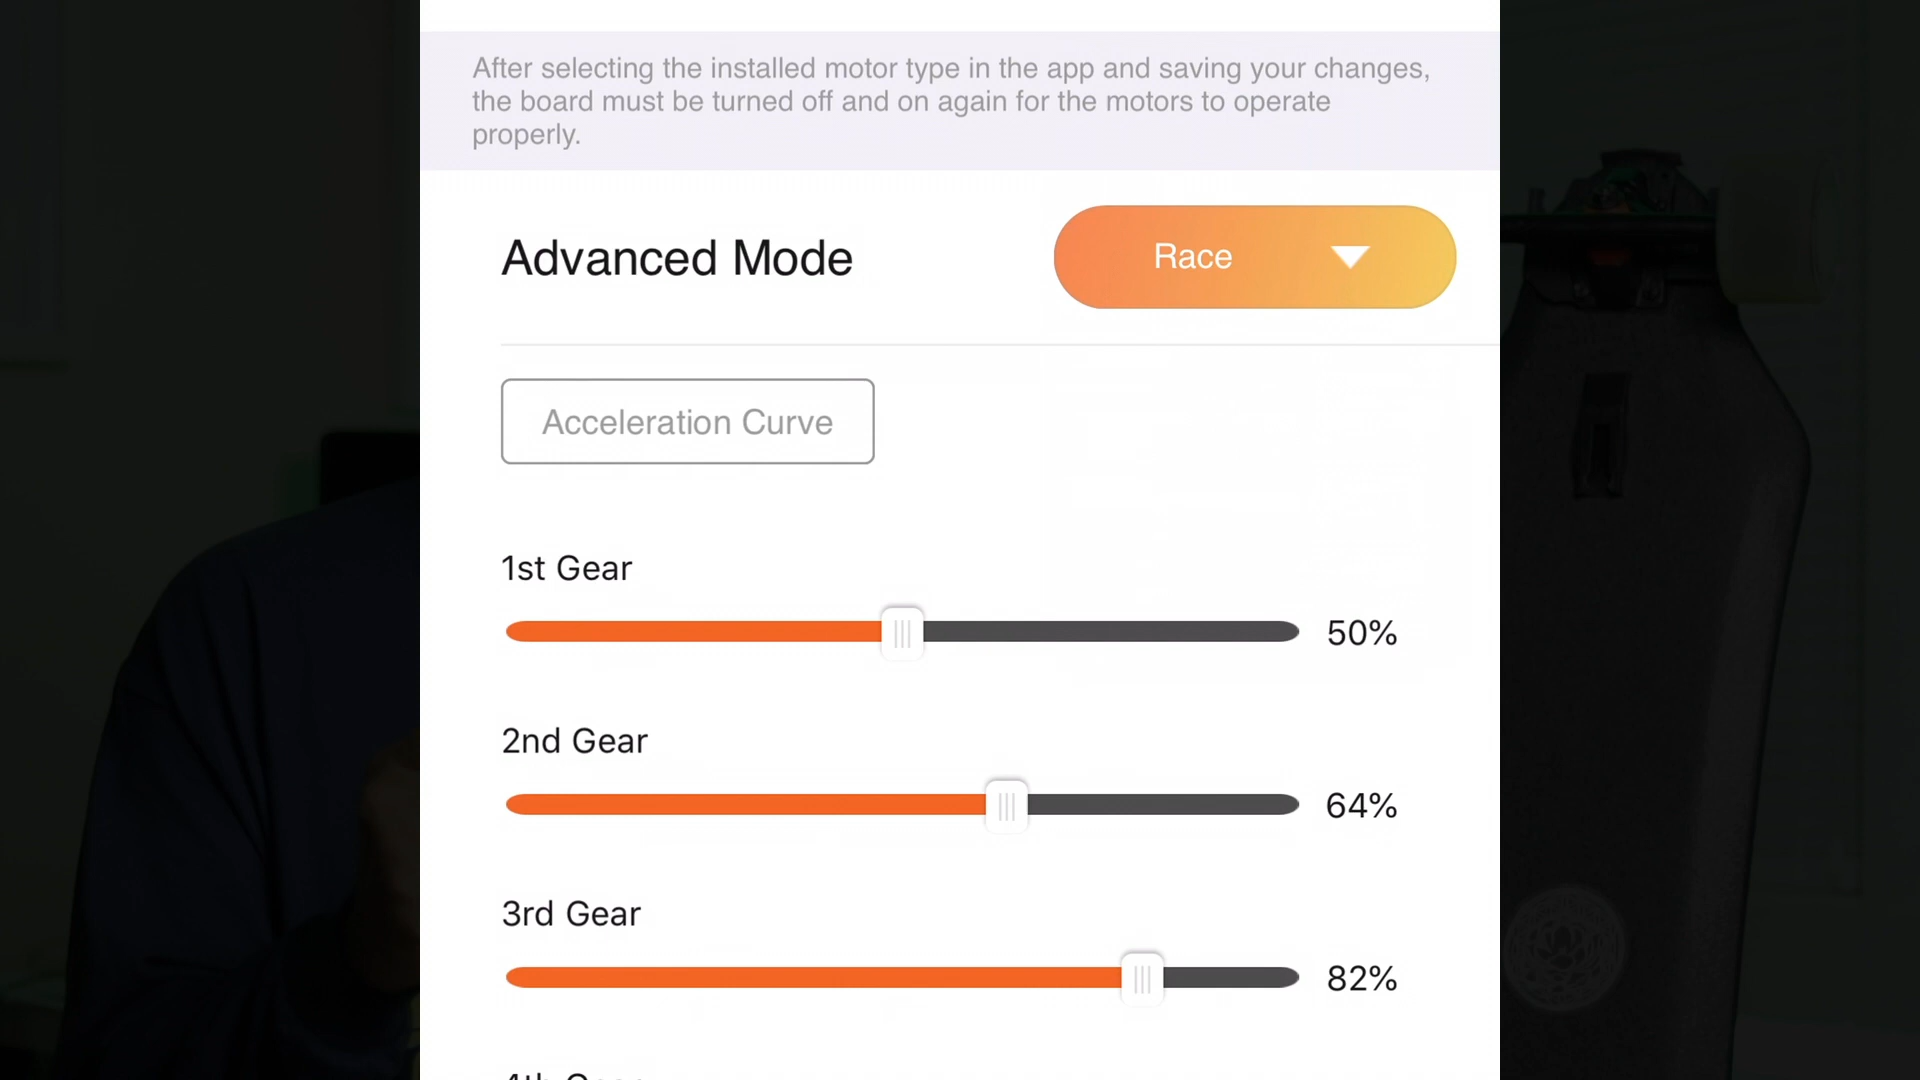 After selecting the installed motor type in the app and saving your changes,
the board must be turned off and on again for the motors to operate
properly.
Advanced Mode
Race
Acceleration Curve
1st Gear
50%
2nd Gear
64%
3rd Gear
82%